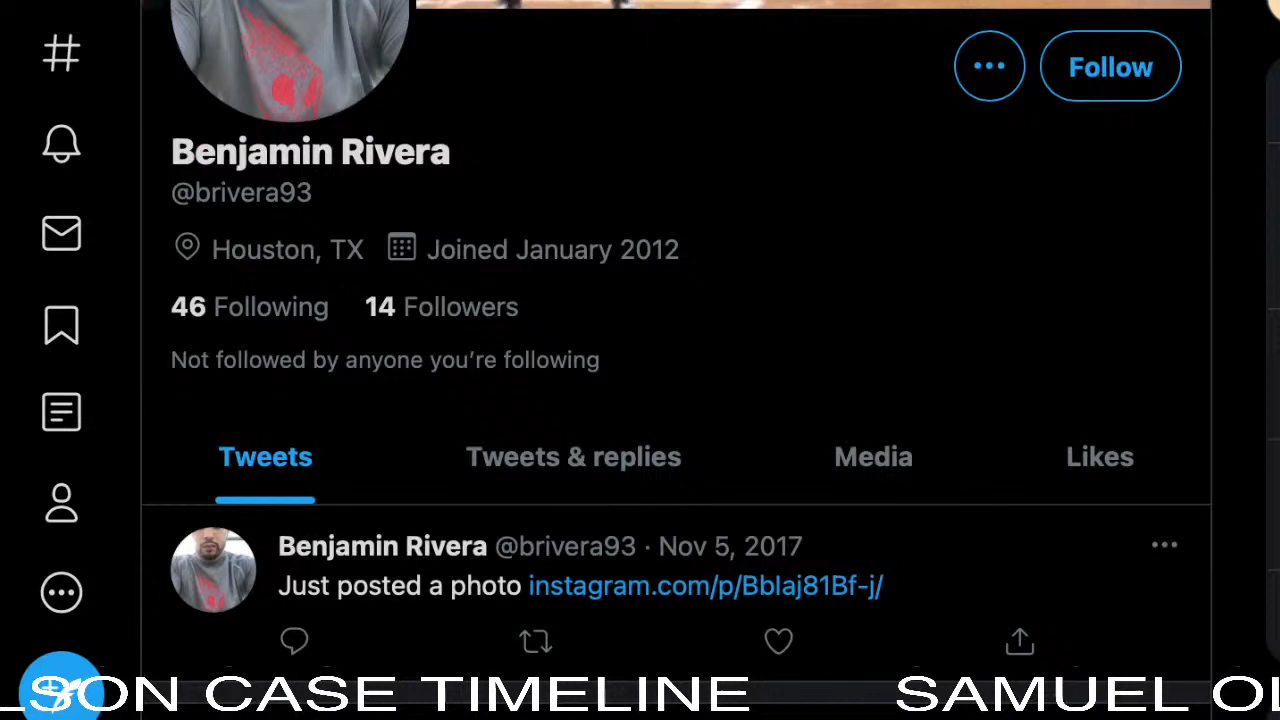 Follow
Benjamin Rivera
@brivera93
Houston, TX Joined January 2012
46 Following 14 Followers
Not followed by anyone you’re following
Tweets Tweets & replies Media Likes
Benjamin Rivera @brivera93 · Nov 5, 2017
Just posted a photo instagram.com/p/BbIaj81Bf-j/
LSON CASE TIMELINE SAMUEL OL